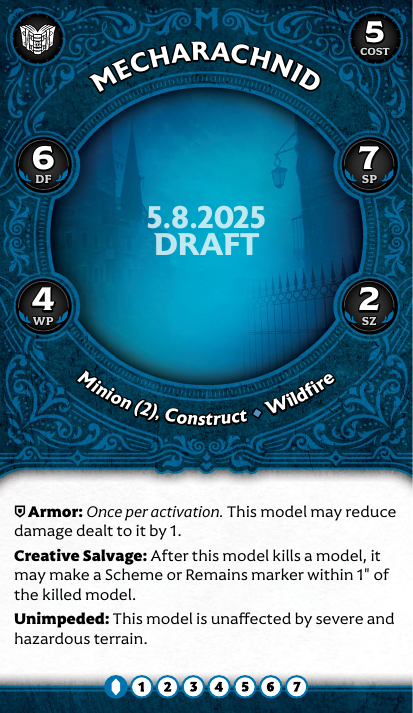 5
COST
MECHARACHNID
6
DF
7
SP
5.8.2025
DRAFT
4
WP
2
SZ
Minion (2), Construct ◆ Wildfire
Armor: Once per activation. This model may reduce
damage dealt to it by 1.
Creative Salvage: After this model kills a model, it
may make a Scheme or Remains marker within 1" of
the killed model.
Unimpeded: This model is unaffected by severe and
hazardous terrain.
1 2 3 4 5 6 7